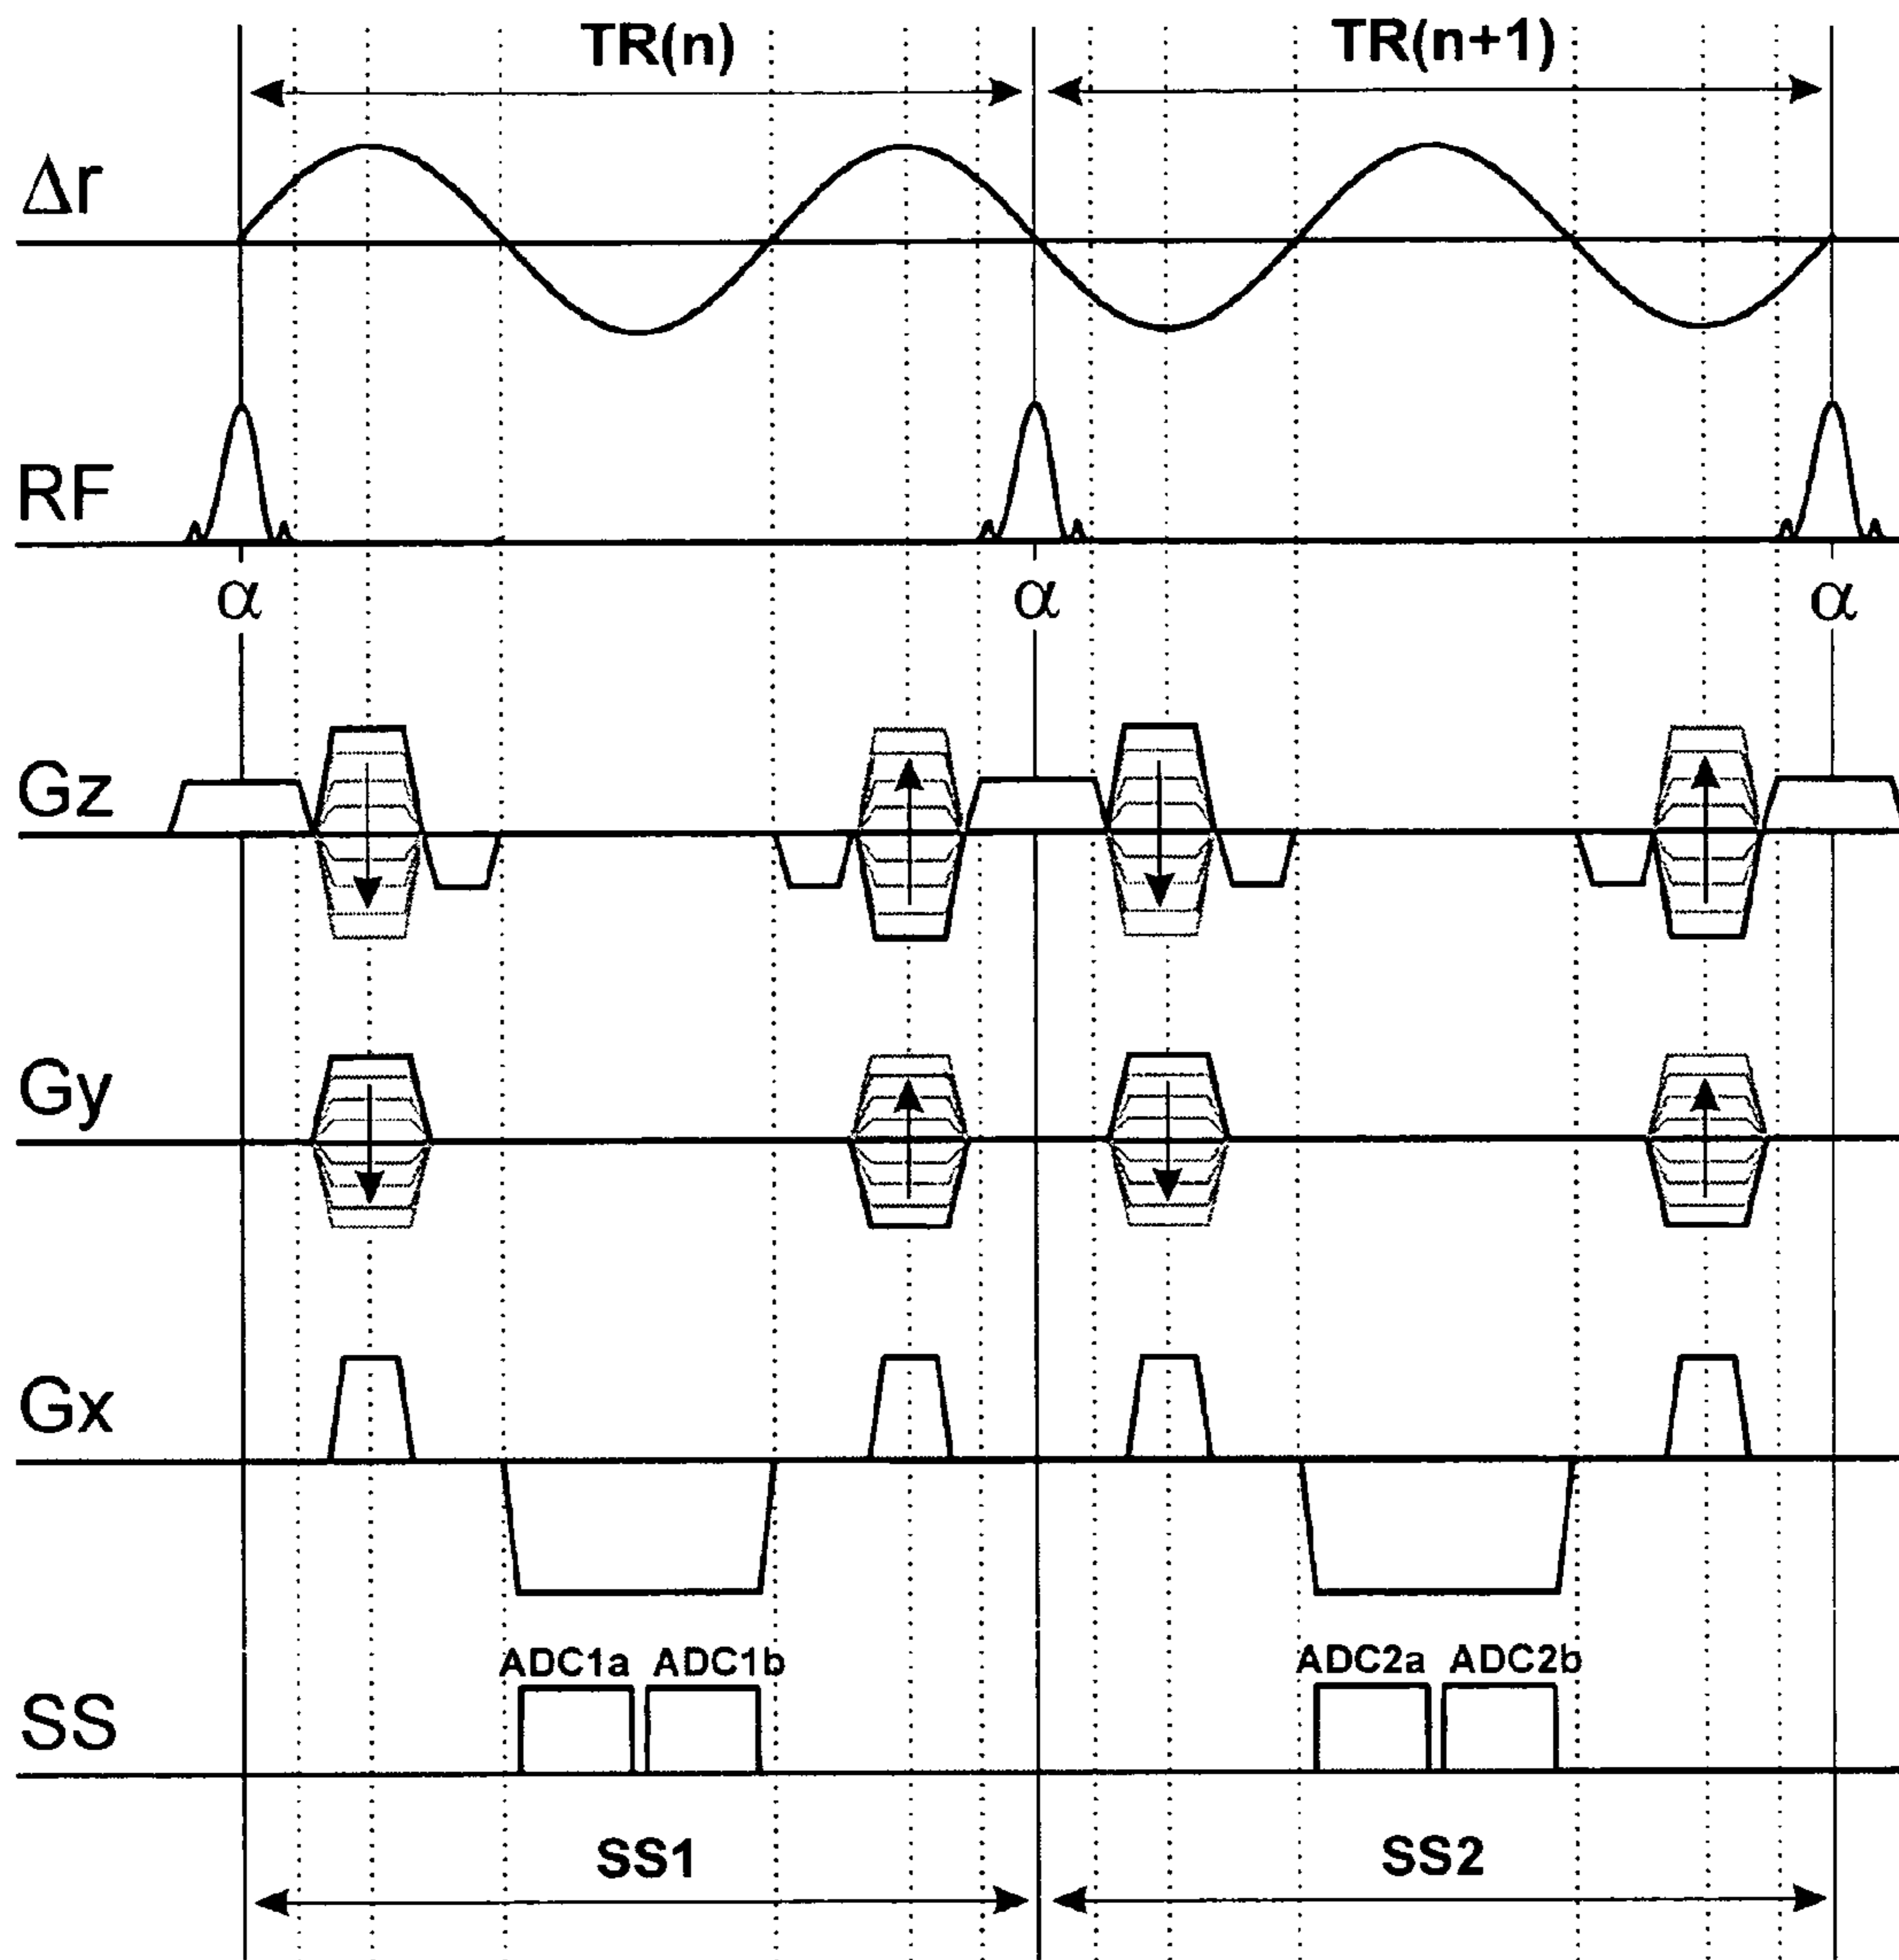 TR(n) TR(n+1)
Δr
RF
α α α
Gz
Gy
Gx
ADC1a ADC1b ADC2a ADC2b
SS
SS1 SS2